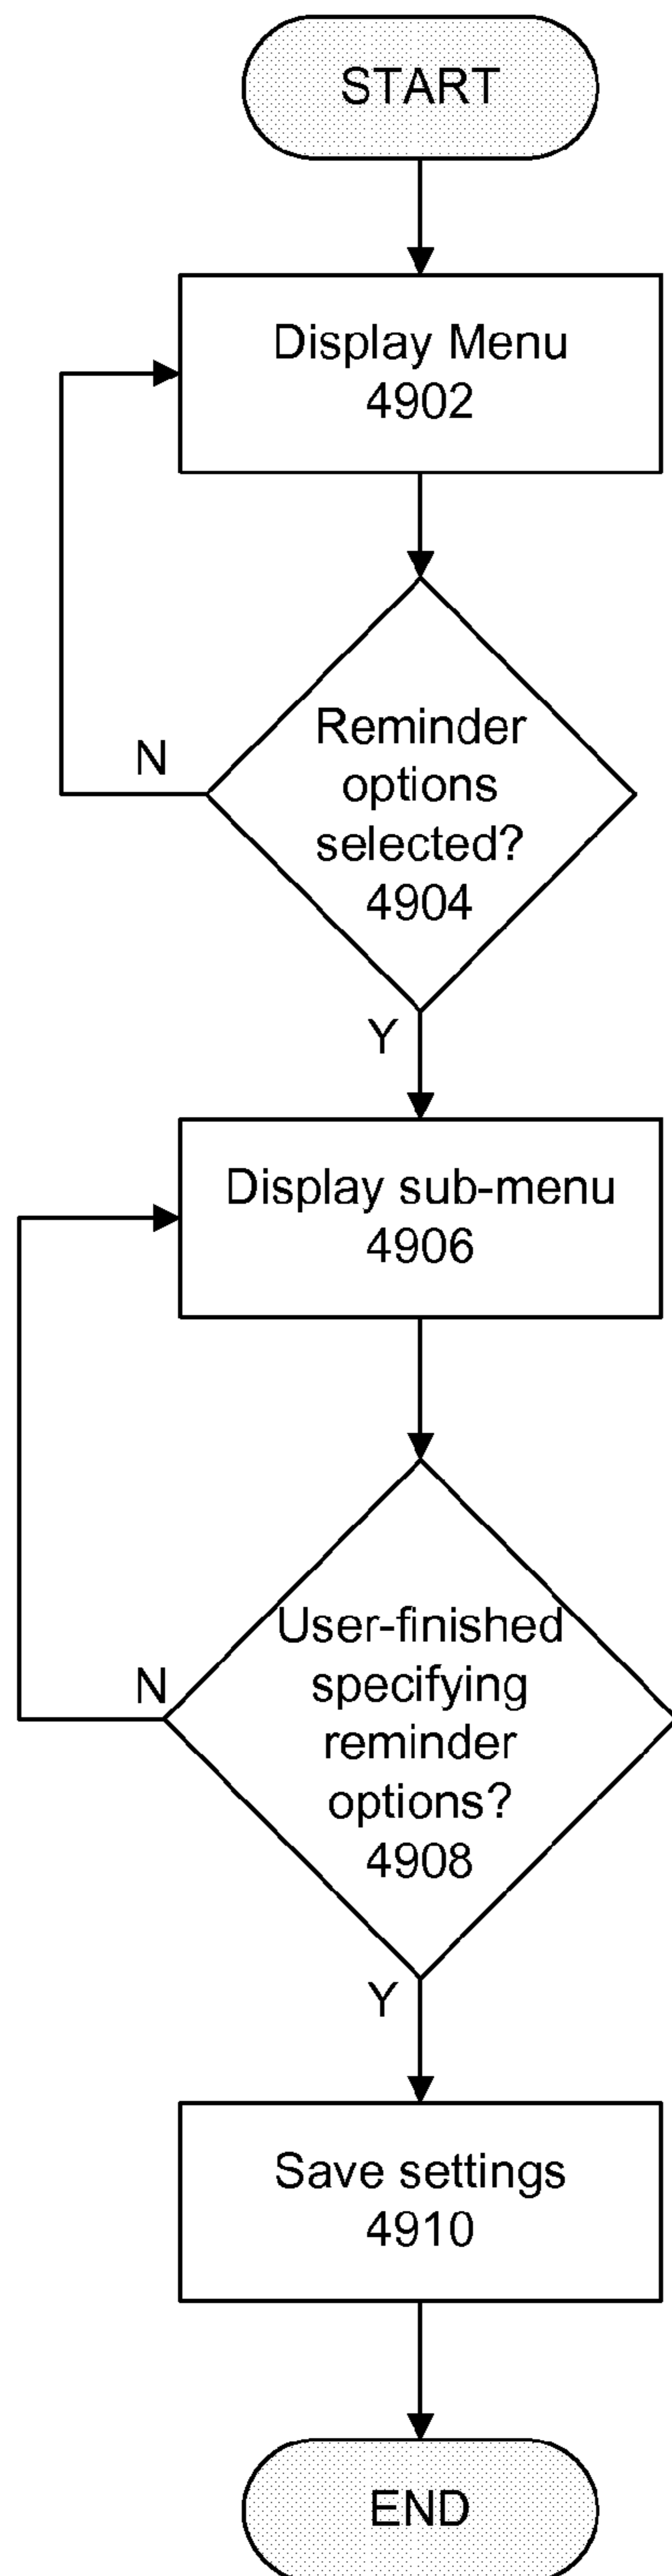 START
Display Menu
4902
Reminder
options
selected?
4904
N
Y
Display sub-menu
4906
User-finished
specifying
reminder
options?
4908
N
Y
Save settings
4910
END